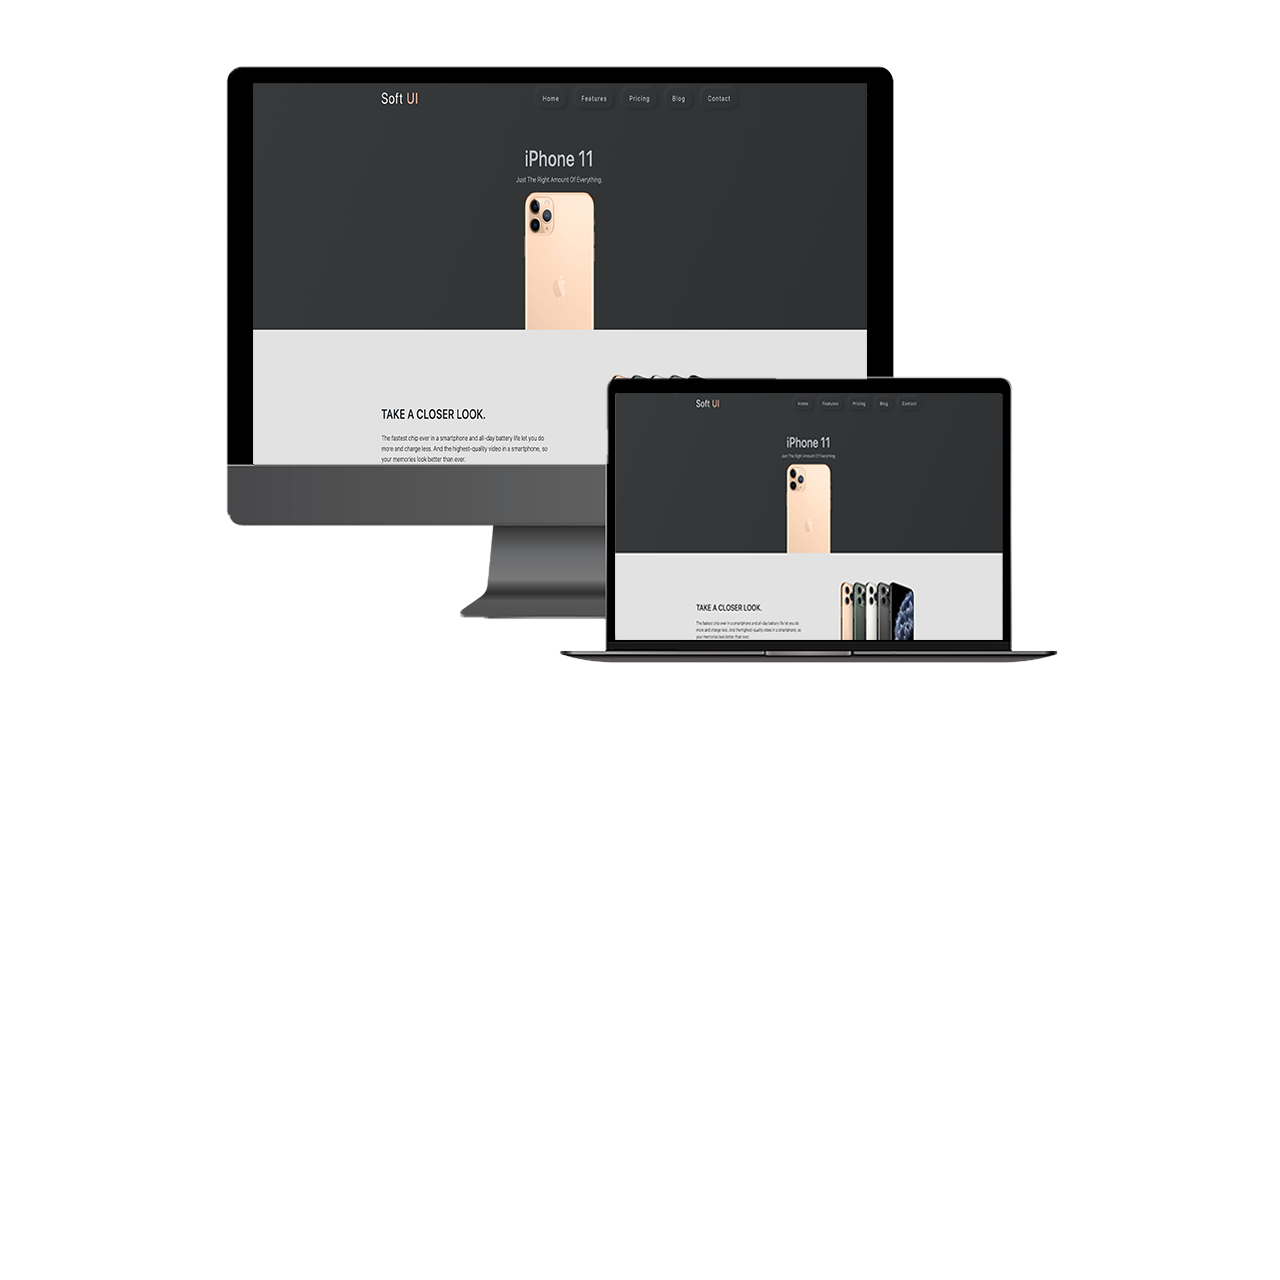 Soft UI
Home Features Pricing Blog Contact
iPhone 11
Just The Right Amount Of Everything.
TAKE A CLOSER LOOK.
The fastest chip ever in a smartphone and all-day battery life let you do
more and charge less. And the highest-quality video in a smartphone, so
your memories look better than ever.
Soft UI
Home Features Pricing Blog Contact
iPhone 11
Just The Right Amount Of Everything.
TAKE A CLOSER LOOK.
The fastest chip ever in a smartphone and all-day battery life let you do
more and charge less. And the highest-quality video in a smartphone, so
your memories look better than ever.